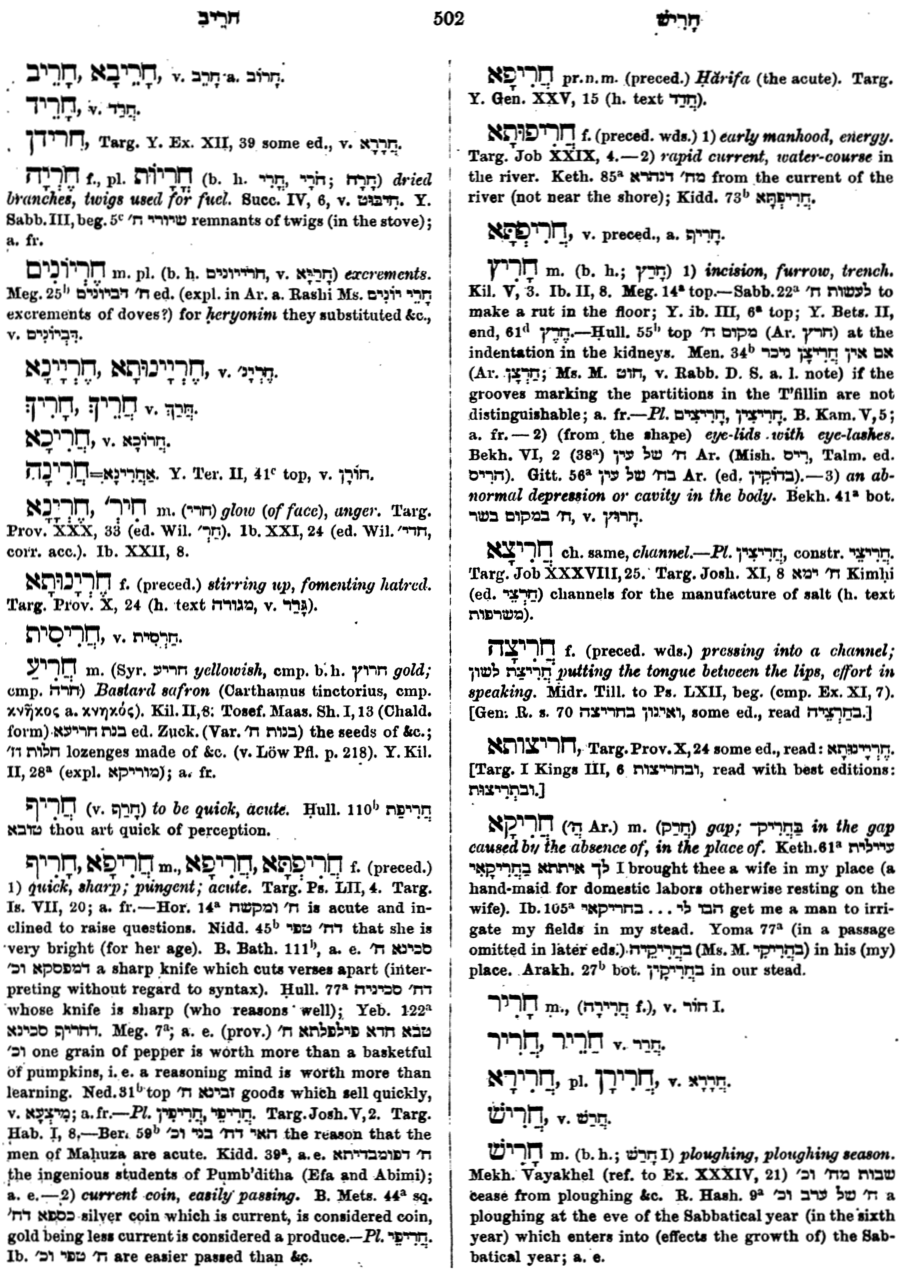 חריב 502 חָרִישׁ
חָרֵיב, חָרֵיבָא, v. חָרֵב a. חָרוֹב.
חָרֵיד, v. חֲרַד.
חרידן, Targ. Y. Ex. XII, 39 some ed., v. חֲרָרָא.
חֶרְיָה f., pl. חֲרָיוֹת (b. h. חֳרִי, חֹרִי; חָרָה) dried
branches, twigs used for fuel. Succ. IV, 6, v. חִיבּוּט. Y.
Sabb. III, beg. 5c שיורי ח' remnants of twigs (in the stove);
a. fr.
חֶרְיוֹנִים m. pl. (b. h. חרייונים, v. חַרְיָא) excrements.
Meg. 25b ח' דביונים ed. (expl. in Ar. a. Rashi Ms. חֲרֵי יוֹנִים
excrements of doves?) for ḥeryonim they substituted &c.,
v. דִּבְיוֹנִים.
חֶרְיָינָא, חֶרְיָינוּתָא, v. חֶרְיָנ'.
חָרִיךְ, חֲרֵיךְ v. חֲרַךְ.
חֲרִיכָא, v. חֲרוֹכָא.
חֲרִינָה=אַחֲרִינָא. Y. Ter. II, 41c top, v. חוֹרָן.
חֶרְיָנָא, חִיר' m. (חרי) glow (of face), anger. Targ.
Prov. XXX, 33 (ed. Wil. חַר'). Ib. XXI, 24 (ed. Wil. חדי',
corr. acc.). Ib. XXII, 8.
חֶרְיָנוּתָא f. (preced.) stirring up, fomenting hatred.
Targ. Prov. X, 24 (h. text מגורה, v. גְּרַר).
חֲרִיסִית, v. חַרְסִית.
חֲרִיעַ m. (Syr. חריע yellowish, cmp. b. h. חרוץ gold;
cmp. חרה) Bastard safron (Carthamus tinctorius, cmp.
κνῆκος a. κνηκός). Kil. II, 8; Tosef. Maas. Sh. I, 13 (Chald.
form) בנת חריעא ed. Zuck. (Var. בנות ח') the seeds of &c.;
חלות ח' lozenges made of &c. (v. Löw Pfl. p. 218). Y. Kil.
II, 28a (expl. מוריקא); a. fr.
חֲרִיף (v. חָרַף) to be quick, acute. Ḥull. 110b חריפת
טובא thou art quick of perception.
חָרִיף, חֲרִיפָא, חֲרִיפָא m., חֲרִיפְתָּא f. (preced.)
1) quick, sharp; pungent; acute. Targ. Ps. LII, 4. Targ.
Is. VII, 20; a. fr.—Hor. 14a ח' ומקשה is acute and in-
clined to raise questions. Nidd. 45b דח' טפי that she is
very bright (for her age). B. Bath. 111b, a. e. סכינא ח'
דמפסקא וכ' a sharp knife which cuts verses apart (inter-
preting without regard to syntax). Ḥull. 77a דח' סכיניה
whose knife is sharp (who reasons well); Yeb. 122a
דחריף סכינא. Meg. 7a; a. e. (prov.) טבא חדא פילפלתא ח'
וכ' one grain of pepper is worth more than a basketful
of pumpkins, i. e. a reasoning mind is worth more than
learning. Ned. 31b top זבינא ח' goods which sell quickly,
v. מִיצְעָא; a. fr.—Pl. חֲרִיפֵי, חֲרִיפִין. Targ. Josh. V, 2. Targ.
Hab. I, 8.—Ber. 59b האי דח' בני וכ' the reason that the
men of Maḥuza are acute. Kidd. 39a, a. e. ח' דפומבדיתא
the ingenious students of Pumb'ditha (Efa and Abimi);
a. e.—2) current coin, easily passing. B. Mets. 44a sq.
כספא דח' silver coin which is current, is considered coin,
gold being less current is considered a produce.—Pl. חֲרִיפֵי.
Ib. ח' טפי וכ' are easier passed than &c.
חֲרִיפָא pr. n. m. (preced.) Ḥărifa (the acute). Targ.
Y. Gen. XXV, 15 (h. text חֲדַד).
חֲרִיפוּתָא f. (preced. wds.) 1) early manhood, energy.
Targ. Job XXIX, 4.—2) rapid current, water-course in
the river. Keth. 85a מח' דנהרא from the current of the
river (not near the shore); Kidd. 73b חֲרִיפְתָּא.
חֲרִיפְתָּא, v. preced., a. חָרִיף.
חָרִיץ m. (b. h.; חָרַץ) 1) incision, furrow, trench.
Kil. V, 3. Ib. II, 8. Meg. 14a top.—Sabb. 22a לעשות ח' to
make a rut in the floor; Y. ib. III, 6a top; Y. Bets. II,
end, 61d חֶרֶץ.—Ḥull. 55b top מקום ח' (Ar. חרץ) at the
indentation in the kidneys. Men. 34b אם אין חֲרִיצָן ניכר
(Ar. חַרְצָן; Ms. M. חוט, v. Rabb. D. S. a. l. note) if the
grooves marking the partitions in the T'fillin are not
distinguishable; a. fr.—Pl. חֲרִיצִים, חֲרִיצִין. B. Kam. V, 5;
a. fr.—2) (from the shape) eye-lids with eye-lashes.
Bekh. VI, 2 (38a) ח' של עין Ar. (Mish. רִיס, Talm. ed.
הריס). Gitt. 56a בח' של עין Ar. (ed. בדוֹקִין).—3) an ab-
normal depression or cavity in the body. Bekh. 41a bot.
ח' במקום בשר, v. חָרוּץ.
חֲרִיצָא ch. same, channel.—Pl. חֲרִיצִין, constr. חֲרִיצֵי.
Targ. Job XXXVIII, 25. Targ. Josh. XI, 8 ח' ימא Kimḥi
(ed. חֲרִצֵי) channels for the manufacture of salt (h. text
משרפות).
חֲרִיצָה f. (preced. wds.) pressing into a channel;
חֲרִיצַת לשון putting the tongue between the lips, effort in
speaking. Midr. Till. to Ps. LXII, beg. (cmp. Ex. XI, 7).
[Gen. R. s. 70 ואינון בחריצה, some ed., read בְּחַרְצִיָּה.]
חריצותא, Targ. Prov. X, 24 some ed., read: חֶרְיָינוּתָא.
[Targ. I Kings III, 6 ובחריצות, read with best editions:
וּבִתְרִיצוּת.]
חֲרִיקָא (הֲ' Ar.) m. (חֲרַק) gap; בַּחֲרִיק־ in the gap
caused by the absence of, in the place of. Keth. 61a עיילית
לך איתתא בַּחֲרִיקָאי I brought thee a wife in my place (a
hand-maid for domestic labors otherwise resting on the
wife). Ib. 105a הבו לי ... בחריקאי get me a man to irri-
gate my fields in my stead. Yoma 77a (in a passage
omitted in later eds.) בחריקיה (Ms. M. בחריקי) in his (my)
place. Arakh. 27b bot. בחריקין in our stead.
חָרִיר m., (חֲרִירָה f.), v. חוֹר I.
חָרִיר, חָרֵיר v. חֲרַר.
חֲרִירָא, pl. חֲרִירָן, v. חֲרָרָא.
חֲרִישׁ, v. חֲרַשׁ.
חָרִישׁ m. (b. h.; חָרַשׁ I) ploughing, ploughing season.
Mekh. Vayakhel (ref. to Ex. XXXIV, 21) שבות מח' וכ'
cease from ploughing &c. R. Hash. 9a ח' של ערב וכ' a
ploughing at the eve of the Sabbatical year (in the sixth
year) which enters into (effects the growth of) the Sab-
batical year; a. e.